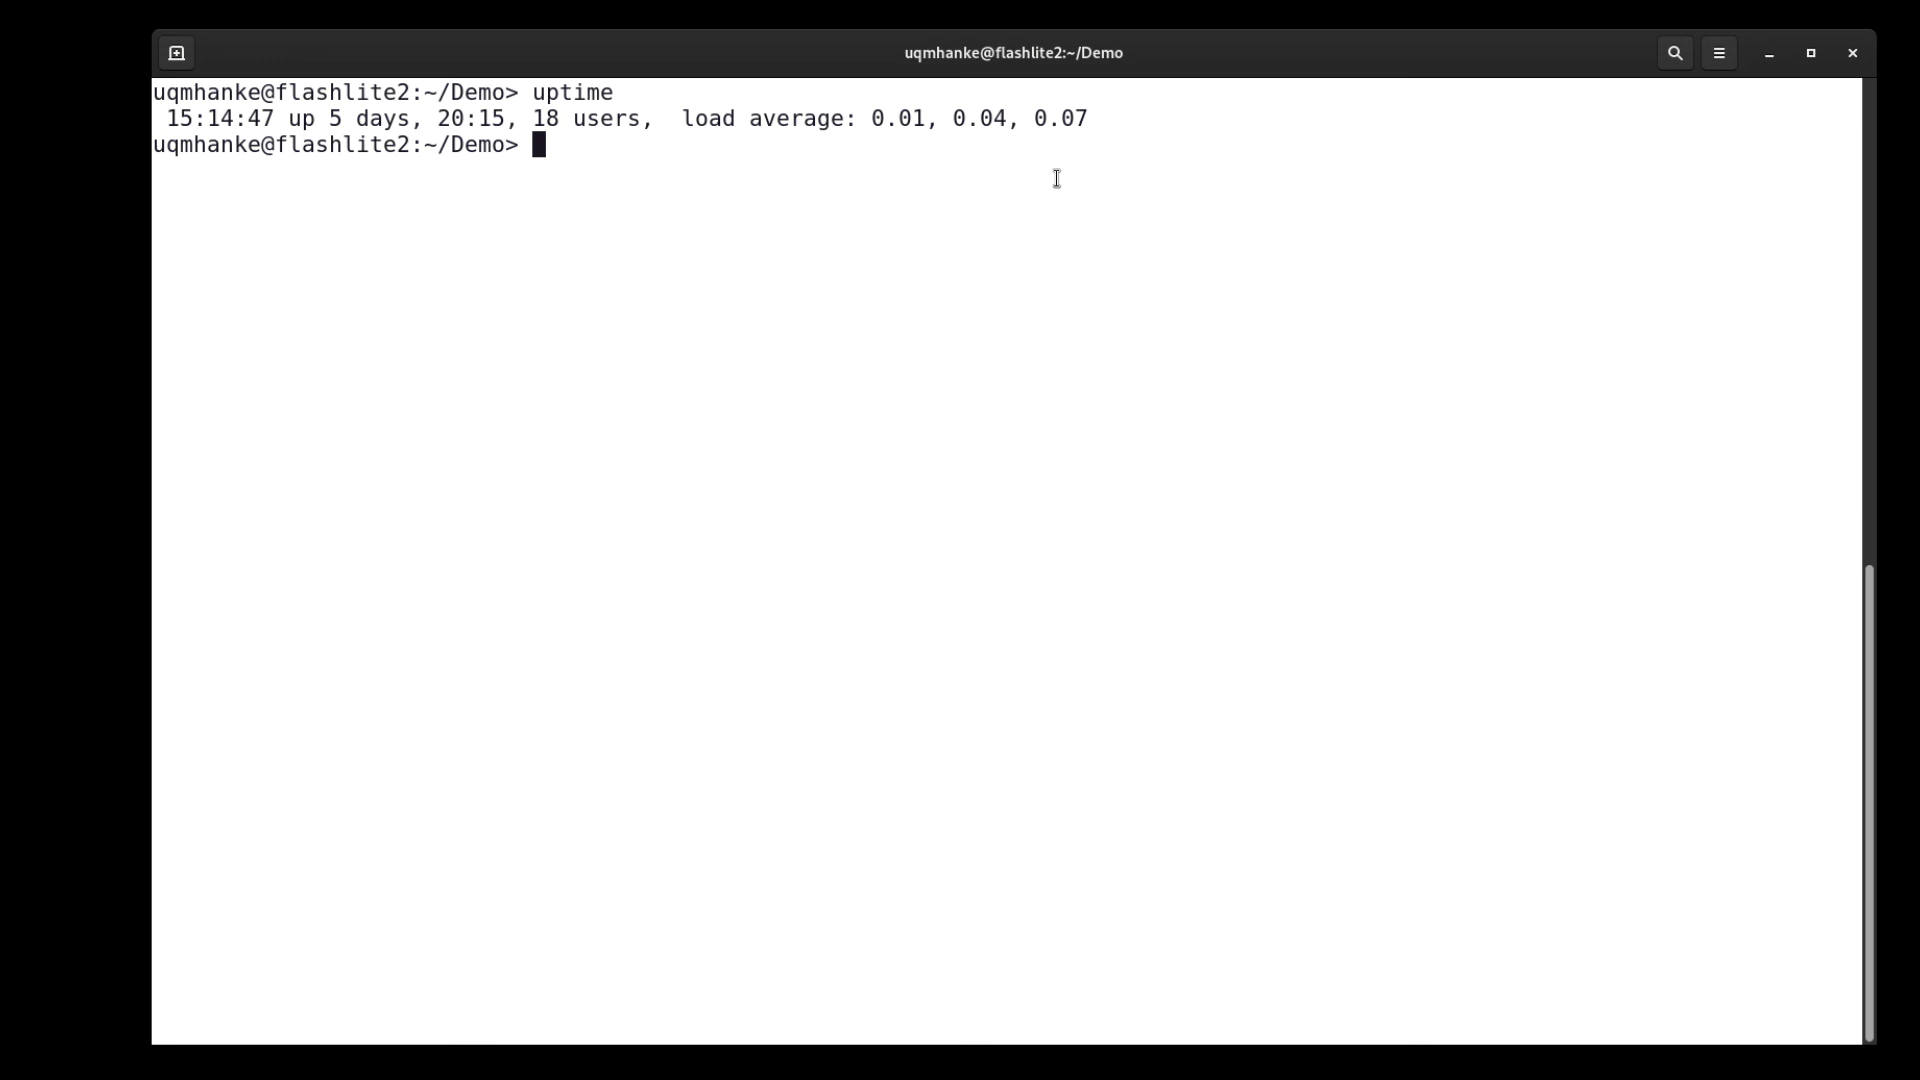 uqmhanke@flashlite2:~/Demo
uqmhanke@flashlite2:~/Demo> uptime
 15:14:47 up 5 days, 20:15, 18 users,  load average: 0.01, 0.04, 0.07
uqmhanke@flashlite2:~/Demo>